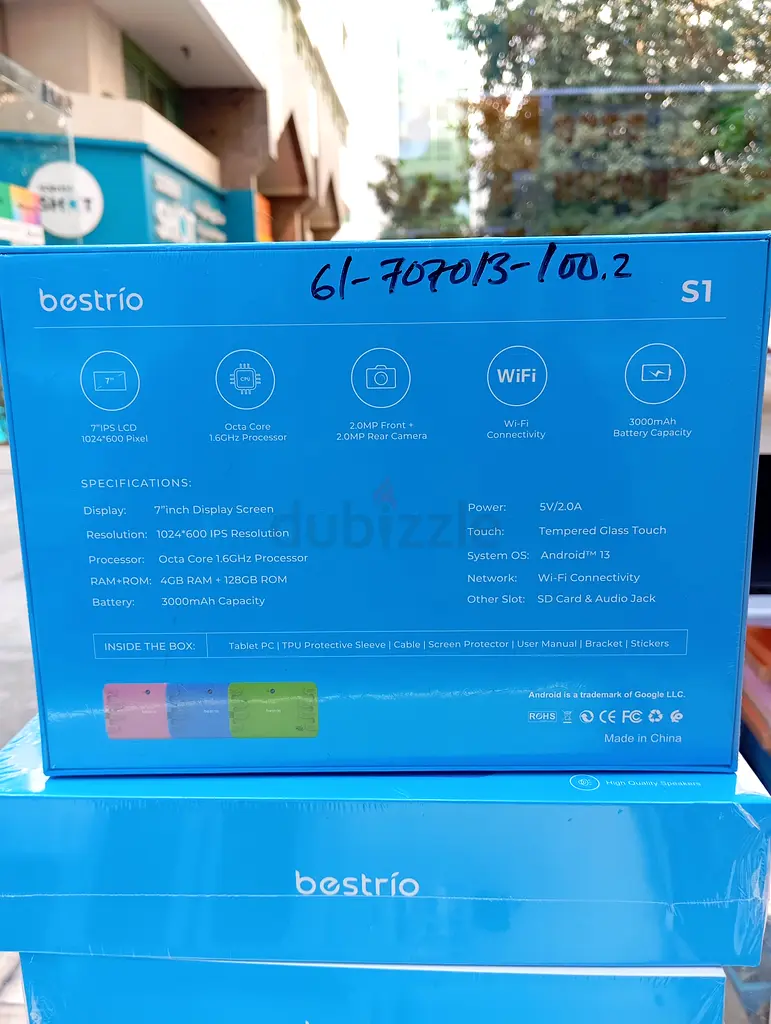 SH T
61-707013-100.2
bestrío
S1
7"
CPU
WiFi
7"IPS LCD
1024*600 Pixel
Octa Core
1.6GHz Processor
2.0MP Front +
2.0MP Rear Camera
Wi-Fi
Connectivity
3000mAh
Battery Capacity
SPECIFICATIONS:
Display: 7"inch Display Screen
Resolution: 1024*600 IPS Resolution
Processor: Octa Core 1.6GHz Processor
RAM+ROM: 4GB RAM + 128GB ROM
Battery: 3000mAh Capacity
Power: 5V/2.0A
Touch: Tempered Glass Touch
System OS: Android™ 13
Network: Wi-Fi Connectivity
Other Slot: SD Card & Audio Jack
dubizzle
INSIDE THE BOX: Tablet PC | TPU Protective Sleeve | Cable | Screen Protector | User Manual | Bracket | Stickers
Android is a trademark of Google LLC.
ROHS CE FC
Made in China
High Quality Speakers
bestrío